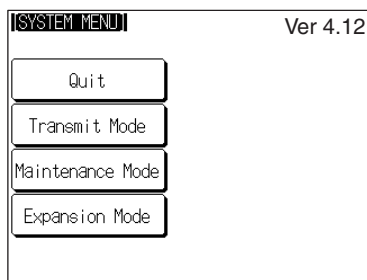 [SYSTEM MENU]
Ver 4.12
Quit
Transmit Mode
Maintenance Mode
Expansion Mode